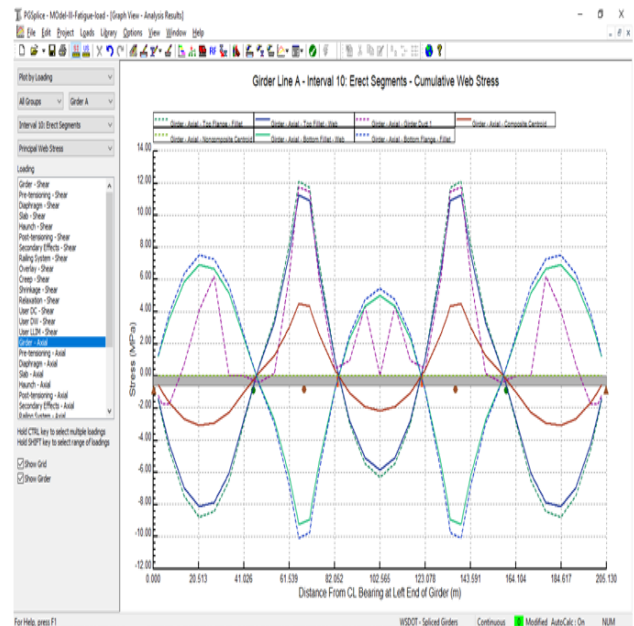 PGSplice - MOdel-III-Fatigue-load - [Graph View - Analysis Results]
File Edit Project Loads Library Options View Window Help
Plot by Loading
All Groups Girder A
Interval 10: Erect Segments
Principal Web Stress
Loading
Girder - Shear
Pre-tensioning - Shear
Diaphragm - Shear
Slab - Shear
Haunch - Shear
Post-tensioning - Shear
Secondary Effects - Shear
Railing System - Shear
Overlay - Shear
Creep - Shear
Shrinkage - Shear
Relaxation - Shear
User DC - Shear
User DW - Shear
User LLIM - Shear
Girder - Axial
Pre-tensioning - Axial
Diaphragm - Axial
Slab - Axial
Haunch - Axial
Post-tensioning - Axial
Secondary Effects - Axial
Railing System - Axial
Hold CTRL key to select multiple loadings
Hold SHIFT key to select range of loadings
Show Grid
Show Girder
Girder Line A - Interval 10: Erect Segments - Cumulative Web Stress
Girder - Axial - Top Flange - Fillet Girder - Axial - Top Fillet - Web Girder - Axial - Duct 1 Girder - Axial - Composite Centroid
Girder - Axial - Noncomposite Centroid Girder - Axial - Bottom Fillet - Web Girder - Axial - Bottom Flange - Fillet
14.00
12.00
10.00
8.00
6.00
4.00
2.00
0.00
-2.00
-4.00
-6.00
-8.00
-10.00
-12.00
Stress (MPa)
0.000 20.513 41.026 61.539 82.052 102.565 123.078 143.591 164.104 184.617 205.130
Distance From CL Bearing at Left End of Girder (m)
For Help, press F1 WSDOT - Spliced Girders Continuous Modified AutoCalc : On NUM